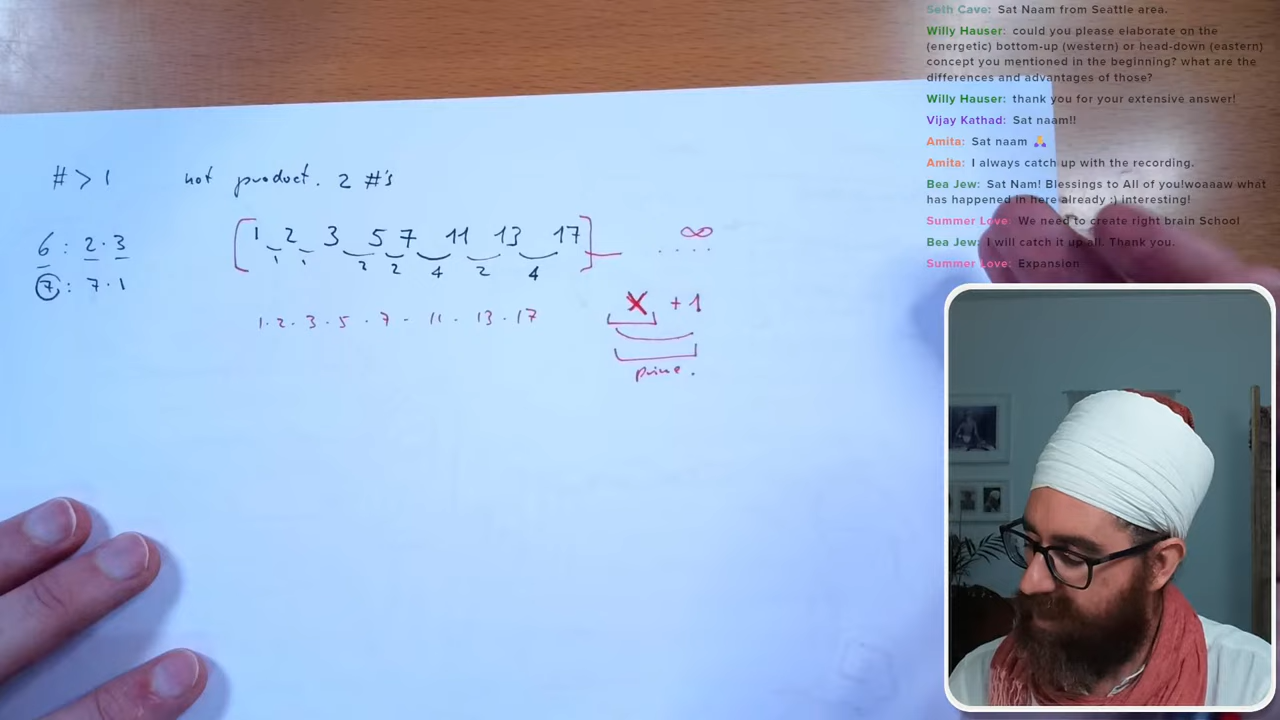 # > 1 not product. 2 #'s
6 : 2 · 3
7 : 7 · 1
[ 1 2 3 5 7 11 13 17 ] — . . . . ∞
1 1 2 2 4 2 4
1 · 2 · 3 · 5 · 7 · 11 · 13 · 17
X + 1
prime.
Seth Cave: Sat Naam from Seattle area.
Willy Hauser: could you please elaborate on the
(energetic) bottom-up (western) or head-down (eastern)
concept you mentioned in the beginning? what are the
differences and advantages of those?
Willy Hauser: thank you for your extensive answer!
Vijay Kathad: Sat naam!!
Amita: Sat naam 🙏
Amita: I always catch up with the recording.
Bea Jew: Sat Nam! Blessings to All of you!woaaaw what
has happened in here already :) interesting!
Summer Love: We need to create right brain School
Bea Jew: I will catch it up all. Thank you.
Summer Love: Expansion